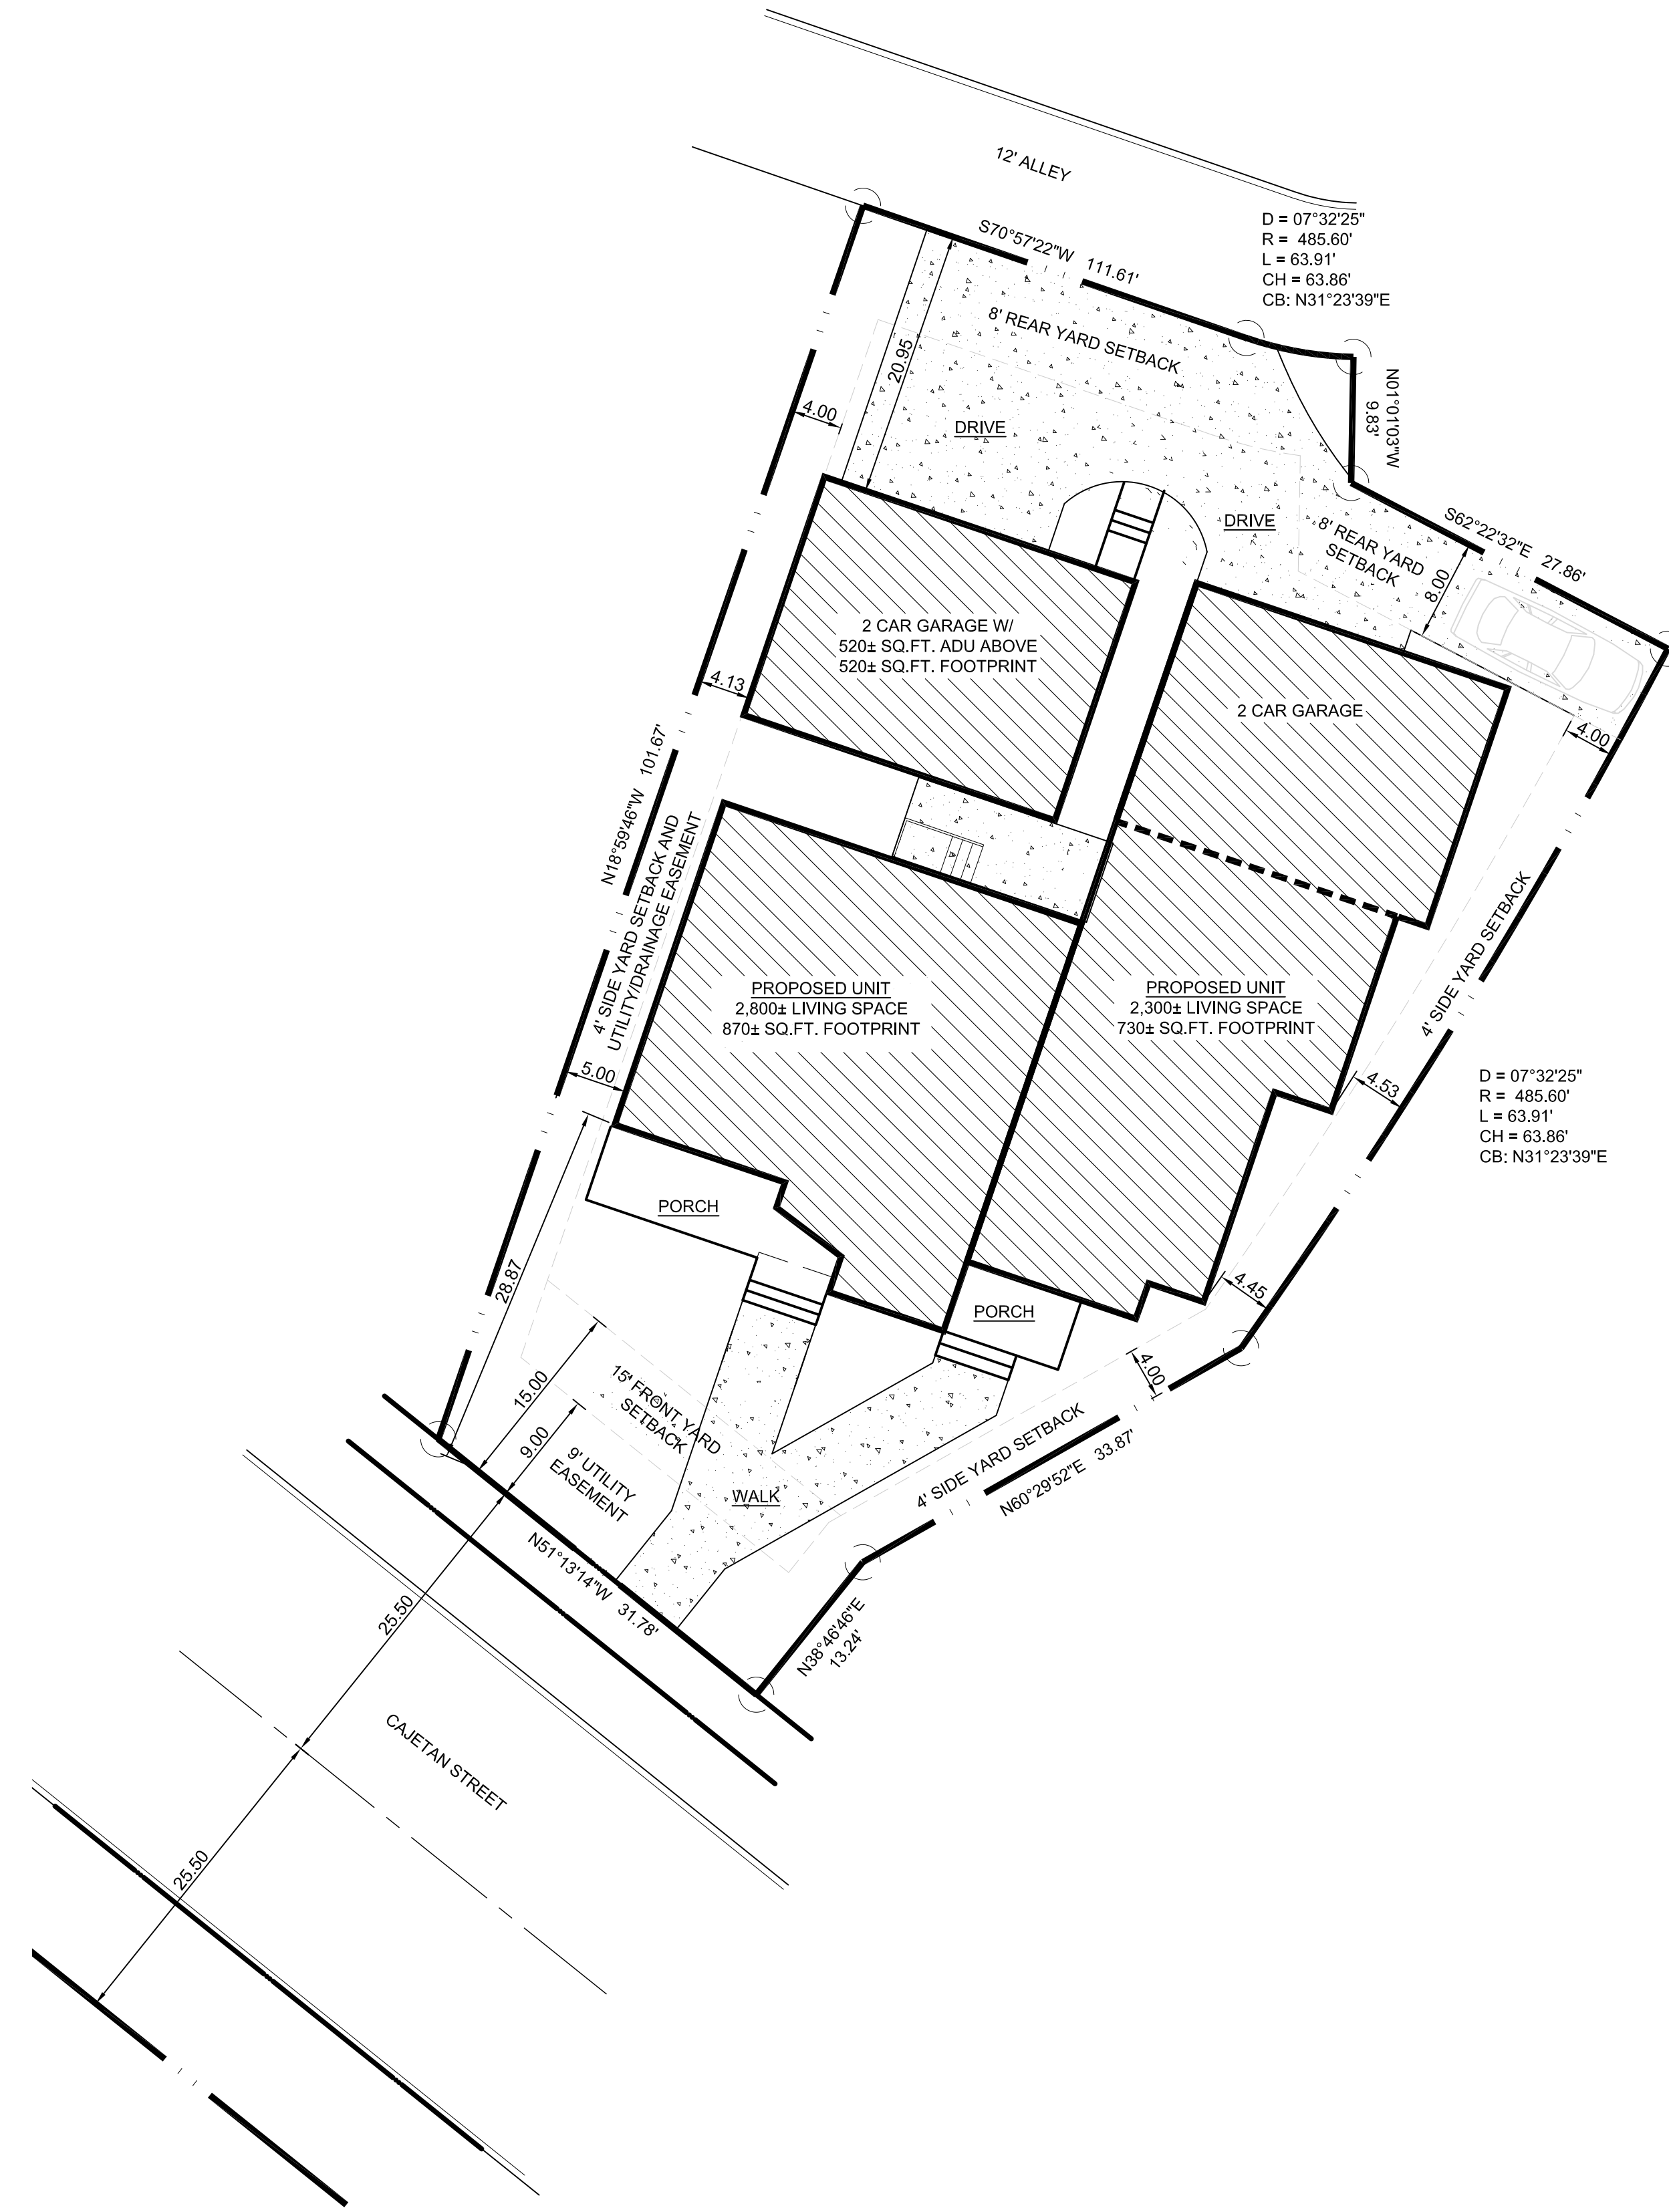 12' ALLEY
D = 07°32'25"
R = 485.60'
L = 63.91'
CH = 63.86'
CB: N31°23'39"E
S70°57'22"W 111.61'
8' REAR YARD SETBACK
20.95
4.00
DRIVE
N01°01'03"W
9.83'
DRIVE
8' REAR YARD
SETBACK
S62°22'32"E 27.86'
8.00
2 CAR GARAGE W/
520± SQ.FT. ADU ABOVE
520± SQ.FT. FOOTPRINT
4.13
2 CAR GARAGE
4.00
N18°59'46"W 101.67'
4' SIDE YARD SETBACK AND
UTILITY/DRAINAGE EASEMENT
4' SIDE YARD SETBACK
PROPOSED UNIT
2,800± LIVING SPACE
870± SQ.FT. FOOTPRINT
PROPOSED UNIT
2,300± LIVING SPACE
730± SQ.FT. FOOTPRINT
5.00
4.53
D = 07°32'25"
R = 485.60'
L = 63.91'
CH = 63.86'
CB: N31°23'39"E
PORCH
28.87
4.45
PORCH
15.00
15' FRONT YARD
SETBACK
4.00
9.00
9' UTILITY
EASEMENT
WALK
4' SIDE YARD SETBACK
N60°29'52"E 33.87'
N51°13'14"W 31.78'
N38°46'46"E
13.24'
25.50
CAJETAN STREET
25.50